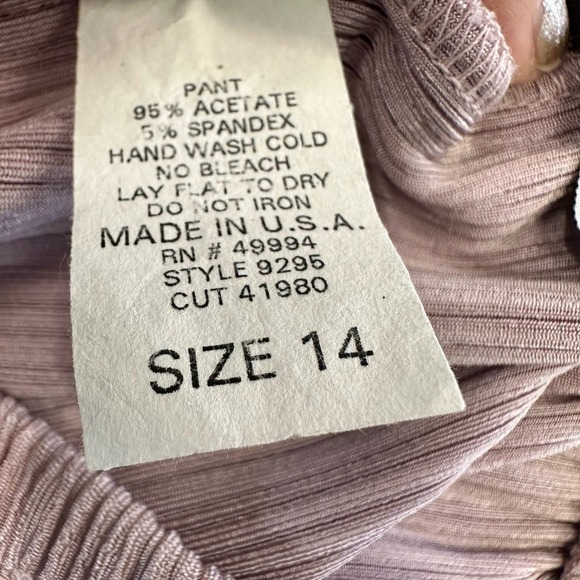 PANT
95% ACETATE
5% SPANDEX
HAND WASH COLD
NO BLEACH
LAY FLAT TO DRY
DO NOT IRON
MADE IN U.S.A.
RN # 49994
STYLE 9295
CUT 41980
SIZE 14